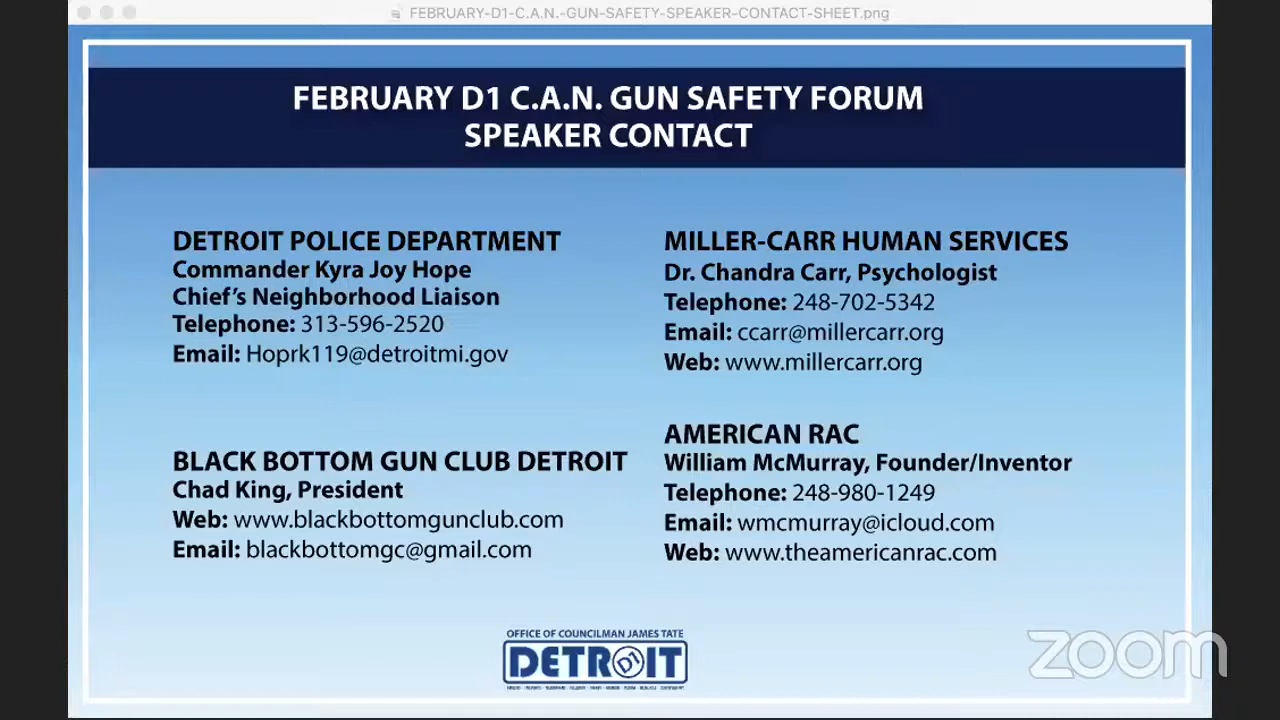 FEBRUARY-D1-C.A.N.-GUN-SAFETY-SPEAKER-CONTACT-SHEET.png
FEBRUARY D1 C.A.N. GUN SAFETY FORUM
SPEAKER CONTACT
DETROIT POLICE DEPARTMENT
Commander Kyra Joy Hope
Chief's Neighborhood Liaison
Telephone: 313-596-2520
Email: Hoprk119@detroitmi.gov
BLACK BOTTOM GUN CLUB DETROIT
Chad King, President
Web: www.blackbottomgunclub.com
Email: blackbottomgc@gmail.com
MILLER-CARR HUMAN SERVICES
Dr. Chandra Carr, Psychologist
Telephone: 248-702-5342
Email: ccarr@millercarr.org
Web: www.millercarr.org
AMERICAN RAC
William McMurray, Founder/Inventor
Telephone: 248-980-1249
Email: wmcmurray@icloud.com
Web: www.theamericanrac.com
OFFICE OF COUNCILMAN JAMES TATE
DETROIT
D1
zoom